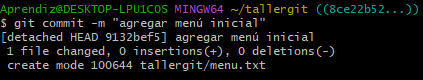 Aprendiz@DESKTOP-LPU1COS MINGW64 ~/tallergit ((8ce22b52...))
$ git commit -m "agregar menú inicial"
[detached HEAD 9132bef5] agregar menú inicial
 1 file changed, 0 insertions(+), 0 deletions(-)
 create mode 100644 tallergit/menu.txt